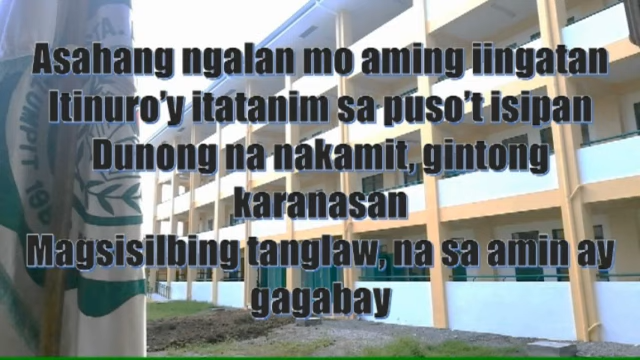 Asahang ngalan mo aming iingatan
Itinuro'y itatanim sa puso't isipan
Dunong na nakamit, gintong
karanasan
Magsisilbing tanglaw, na sa amin ay
gagabay